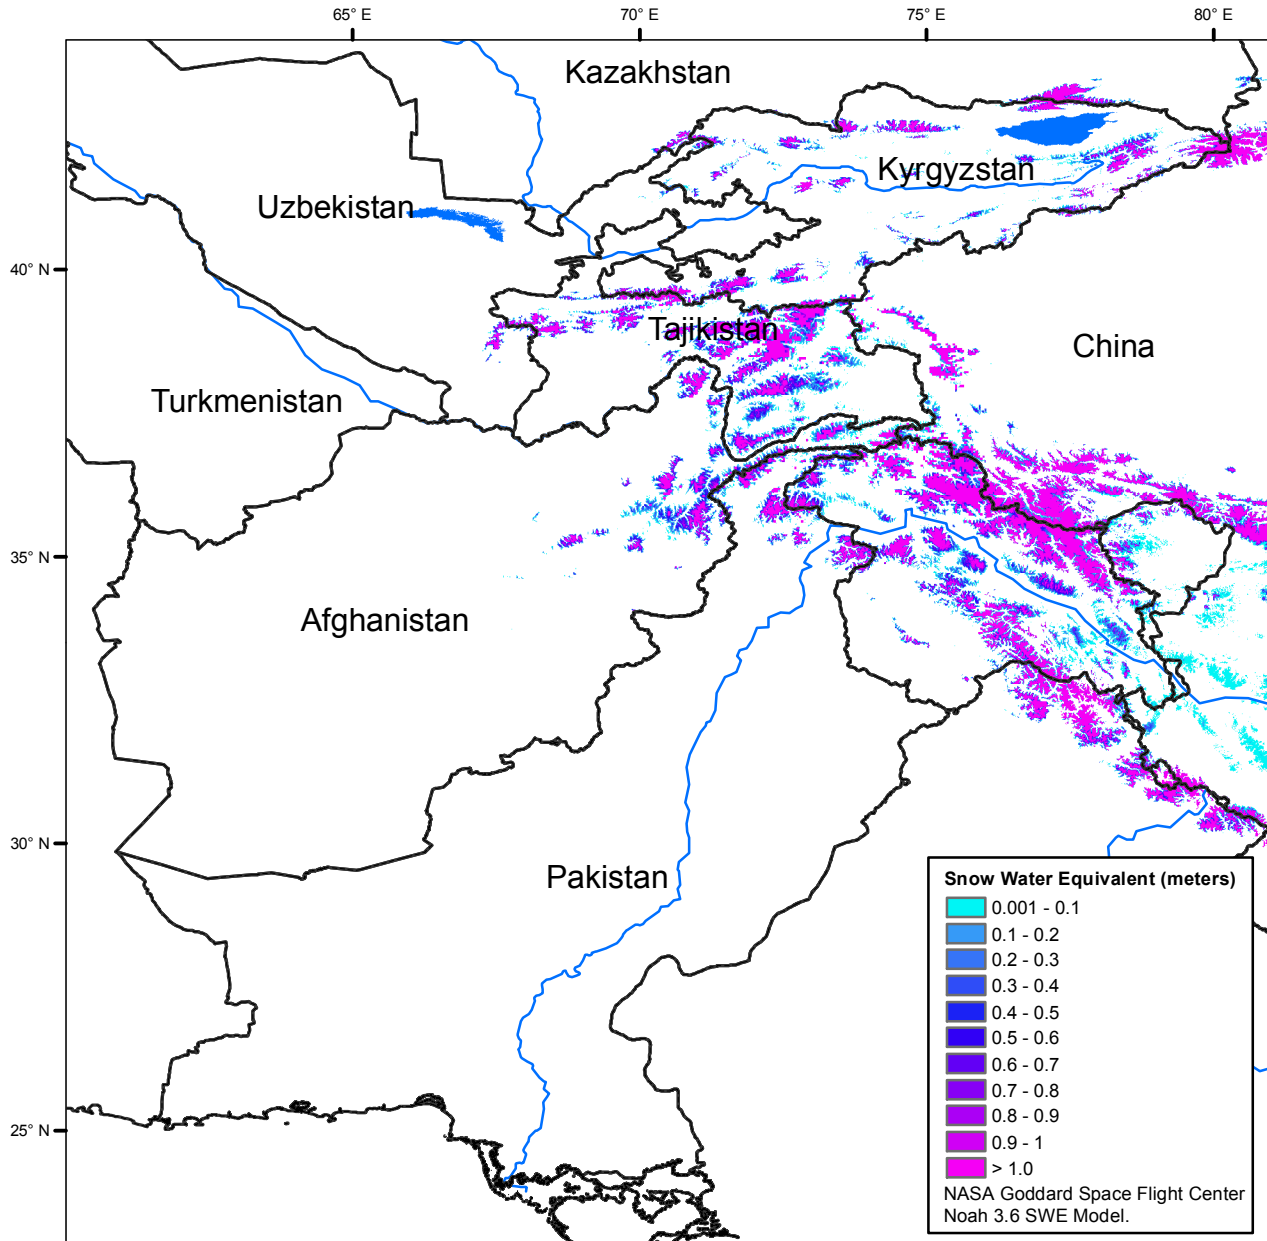 65° E
70° E
75° E
80° E
Kazakhstan
Kyrgyzstan
Uzbekistan
40° N
Tajikistan
China
Turkmenistan
35° N
Afghanistan
30° N
Pakistan
Snow Water Equivalent (meters)
0.001 - 0.1
0.1 - 0.2
0.2 - 0.3
0.3 - 0.4
0.4 - 0.5
0.5 - 0.6
0.6 - 0.7
0.7 - 0.8
0.8 - 0.9
0.9 - 1
> 1.0
NASA Goddard Space Flight Center
Noah 3.6 SWE Model.
25° N